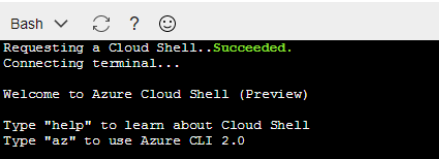 Bash
?
Requesting a Cloud Shell..Succeeded.
Connecting terminal...
Welcome to Azure Cloud Shell (Preview)
Type "help" to learn about Cloud Shell
Type "az" to use Azure CLI 2.0